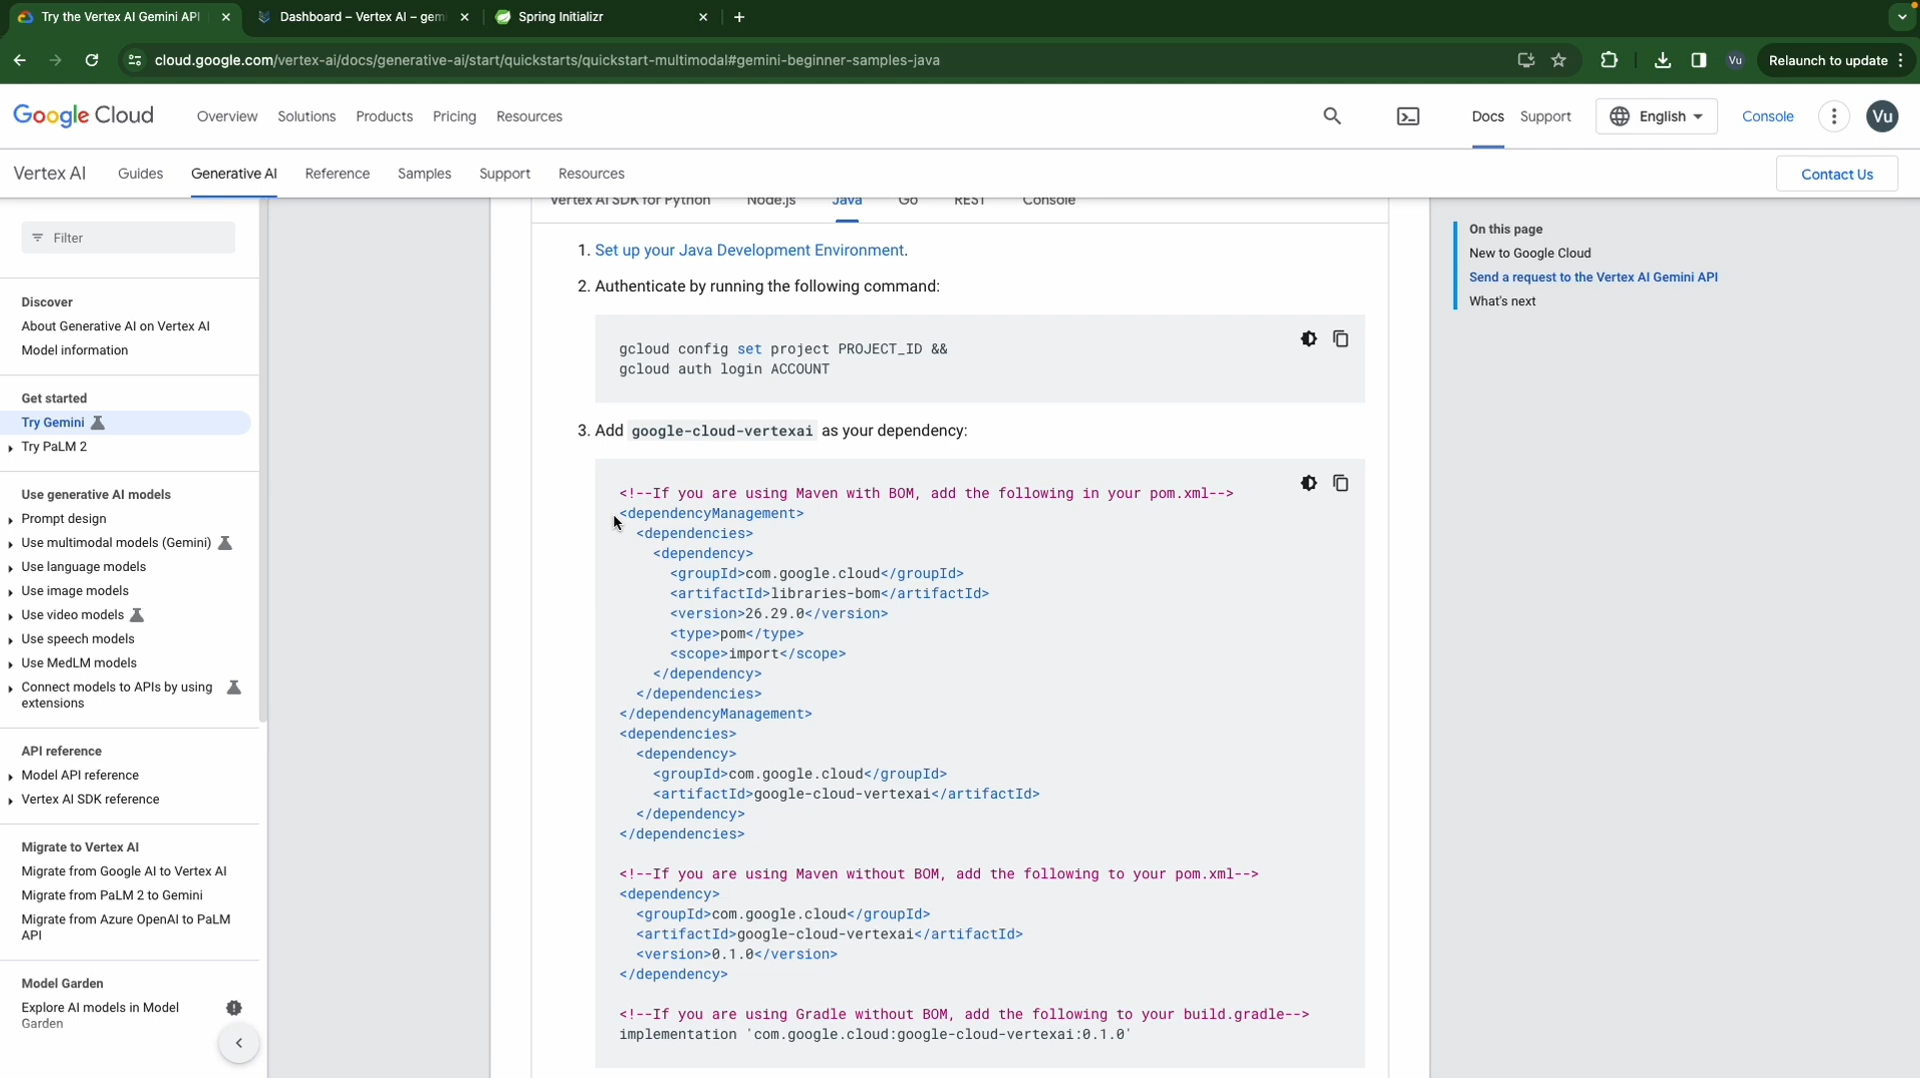 Try the Vertex AI Gemini API
Dashboard – Vertex AI – gem
Spring Initializr
cloud.google.com/vertex-ai/docs/generative-ai/start/quickstarts/quickstart-multimodal#gemini-beginner-samples-java
Vu
Relaunch to update
Google Cloud
Overview
Solutions
Products
Pricing
Resources
Docs
Support
English
Console
Vu
Vertex AI
Guides
Generative AI
Reference
Samples
Support
Resources
Contact Us
Vertex AI SDK for Python
Node.js
Java
Go
REST
Console
Filter
Discover
About Generative AI on Vertex AI
Model information
Get started
Try Gemini
Try PaLM 2
Use generative AI models
Prompt design
Use multimodal models (Gemini)
Use language models
Use image models
Use video models
Use speech models
Use MedLM models
Connect models to APIs by using
extensions
API reference
Model API reference
Vertex AI SDK reference
Migrate to Vertex AI
Migrate from Google AI to Vertex AI
Migrate from PaLM 2 to Gemini
Migrate from Azure OpenAI to PaLM
API
Model Garden
Explore AI models in Model
Garden
1. Set up your Java Development Environment.
2. Authenticate by running the following command:
gcloud config set project PROJECT_ID &&
gcloud auth login ACCOUNT
3. Add google-cloud-vertexai as your dependency:
<!--If you are using Maven with BOM, add the following in your pom.xml-->
<dependencyManagement>
<dependencies>
<dependency>
<groupId>com.google.cloud</groupId>
<artifactId>libraries-bom</artifactId>
<version>26.29.0</version>
<type>pom</type>
<scope>import</scope>
</dependency>
</dependencies>
</dependencyManagement>
<dependencies>
<dependency>
<groupId>com.google.cloud</groupId>
<artifactId>google-cloud-vertexai</artifactId>
</dependency>
</dependencies>
<!--If you are using Maven without BOM, add the following to your pom.xml-->
<dependency>
<groupId>com.google.cloud</groupId>
<artifactId>google-cloud-vertexai</artifactId>
<version>0.1.0</version>
</dependency>
<!--If you are using Gradle without BOM, add the following to your build.gradle-->
implementation 'com.google.cloud:google-cloud-vertexai:0.1.0'
On this page
New to Google Cloud
Send a request to the Vertex AI Gemini API
What's next